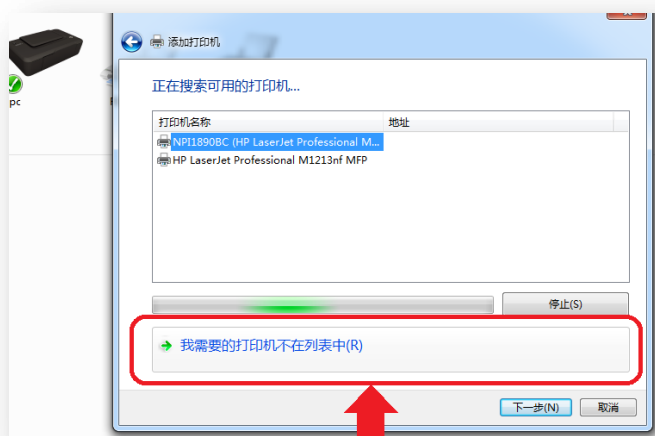 添加打印机
正在搜索可用的打印机...
打印机名称 地址
NPI1890BC (HP LaserJet Professional M...
HP LaserJet Professional M1213nf MFP
停止(S)
我需要的打印机不在列表中(R)
下一步(N) 取消
pc